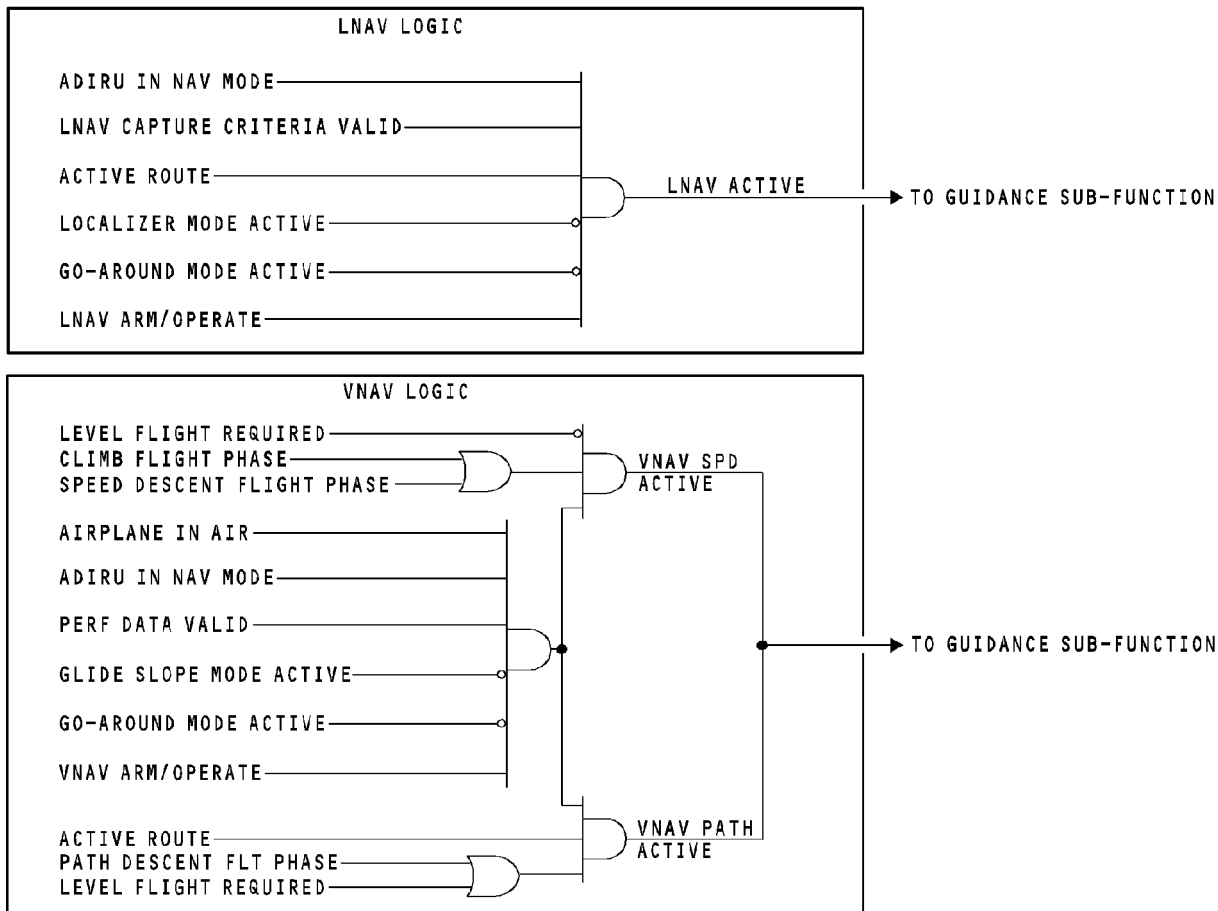 LNAV LOGIC
ADIRU IN NAV MODE
LNAV CAPTURE CRITERIA VALID
ACTIVE ROUTE
LOCALIZER MODE ACTIVE
GO-AROUND MODE ACTIVE
LNAV ARM/OPERATE
LNAV ACTIVE
TO GUIDANCE SUB-FUNCTION
VNAV LOGIC
LEVEL FLIGHT REQUIRED
CLIMB FLIGHT PHASE
SPEED DESCENT FLIGHT PHASE
VNAV SPD
ACTIVE
AIRPLANE IN AIR
ADIRU IN NAV MODE
PERF DATA VALID
GLIDE SLOPE MODE ACTIVE
GO-AROUND MODE ACTIVE
VNAV ARM/OPERATE
TO GUIDANCE SUB-FUNCTION
ACTIVE ROUTE
PATH DESCENT FLT PHASE
LEVEL FLIGHT REQUIRED
VNAV PATH
ACTIVE